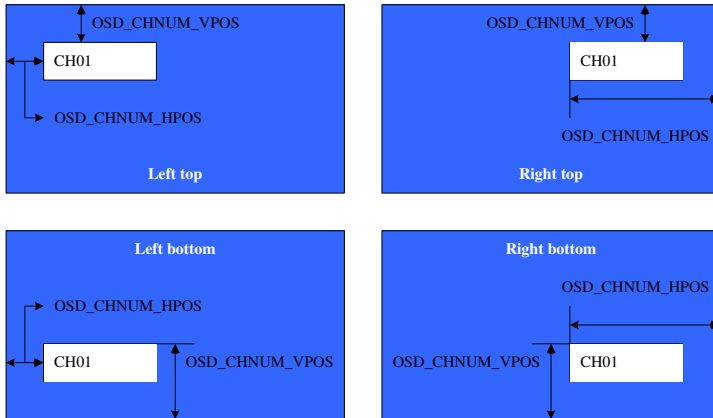 OSD_CHNUM_VPOS
CH01
OSD_CHNUM_HPOS
Left top
OSD_CHNUM_VPOS
CH01
OSD_CHNUM_HPOS
Right top
Left bottom
OSD_CHNUM_HPOS
CH01
OSD_CHNUM_VPOS
Right bottom
OSD_CHNUM_HPOS
OSD_CHNUM_VPOS
CH01